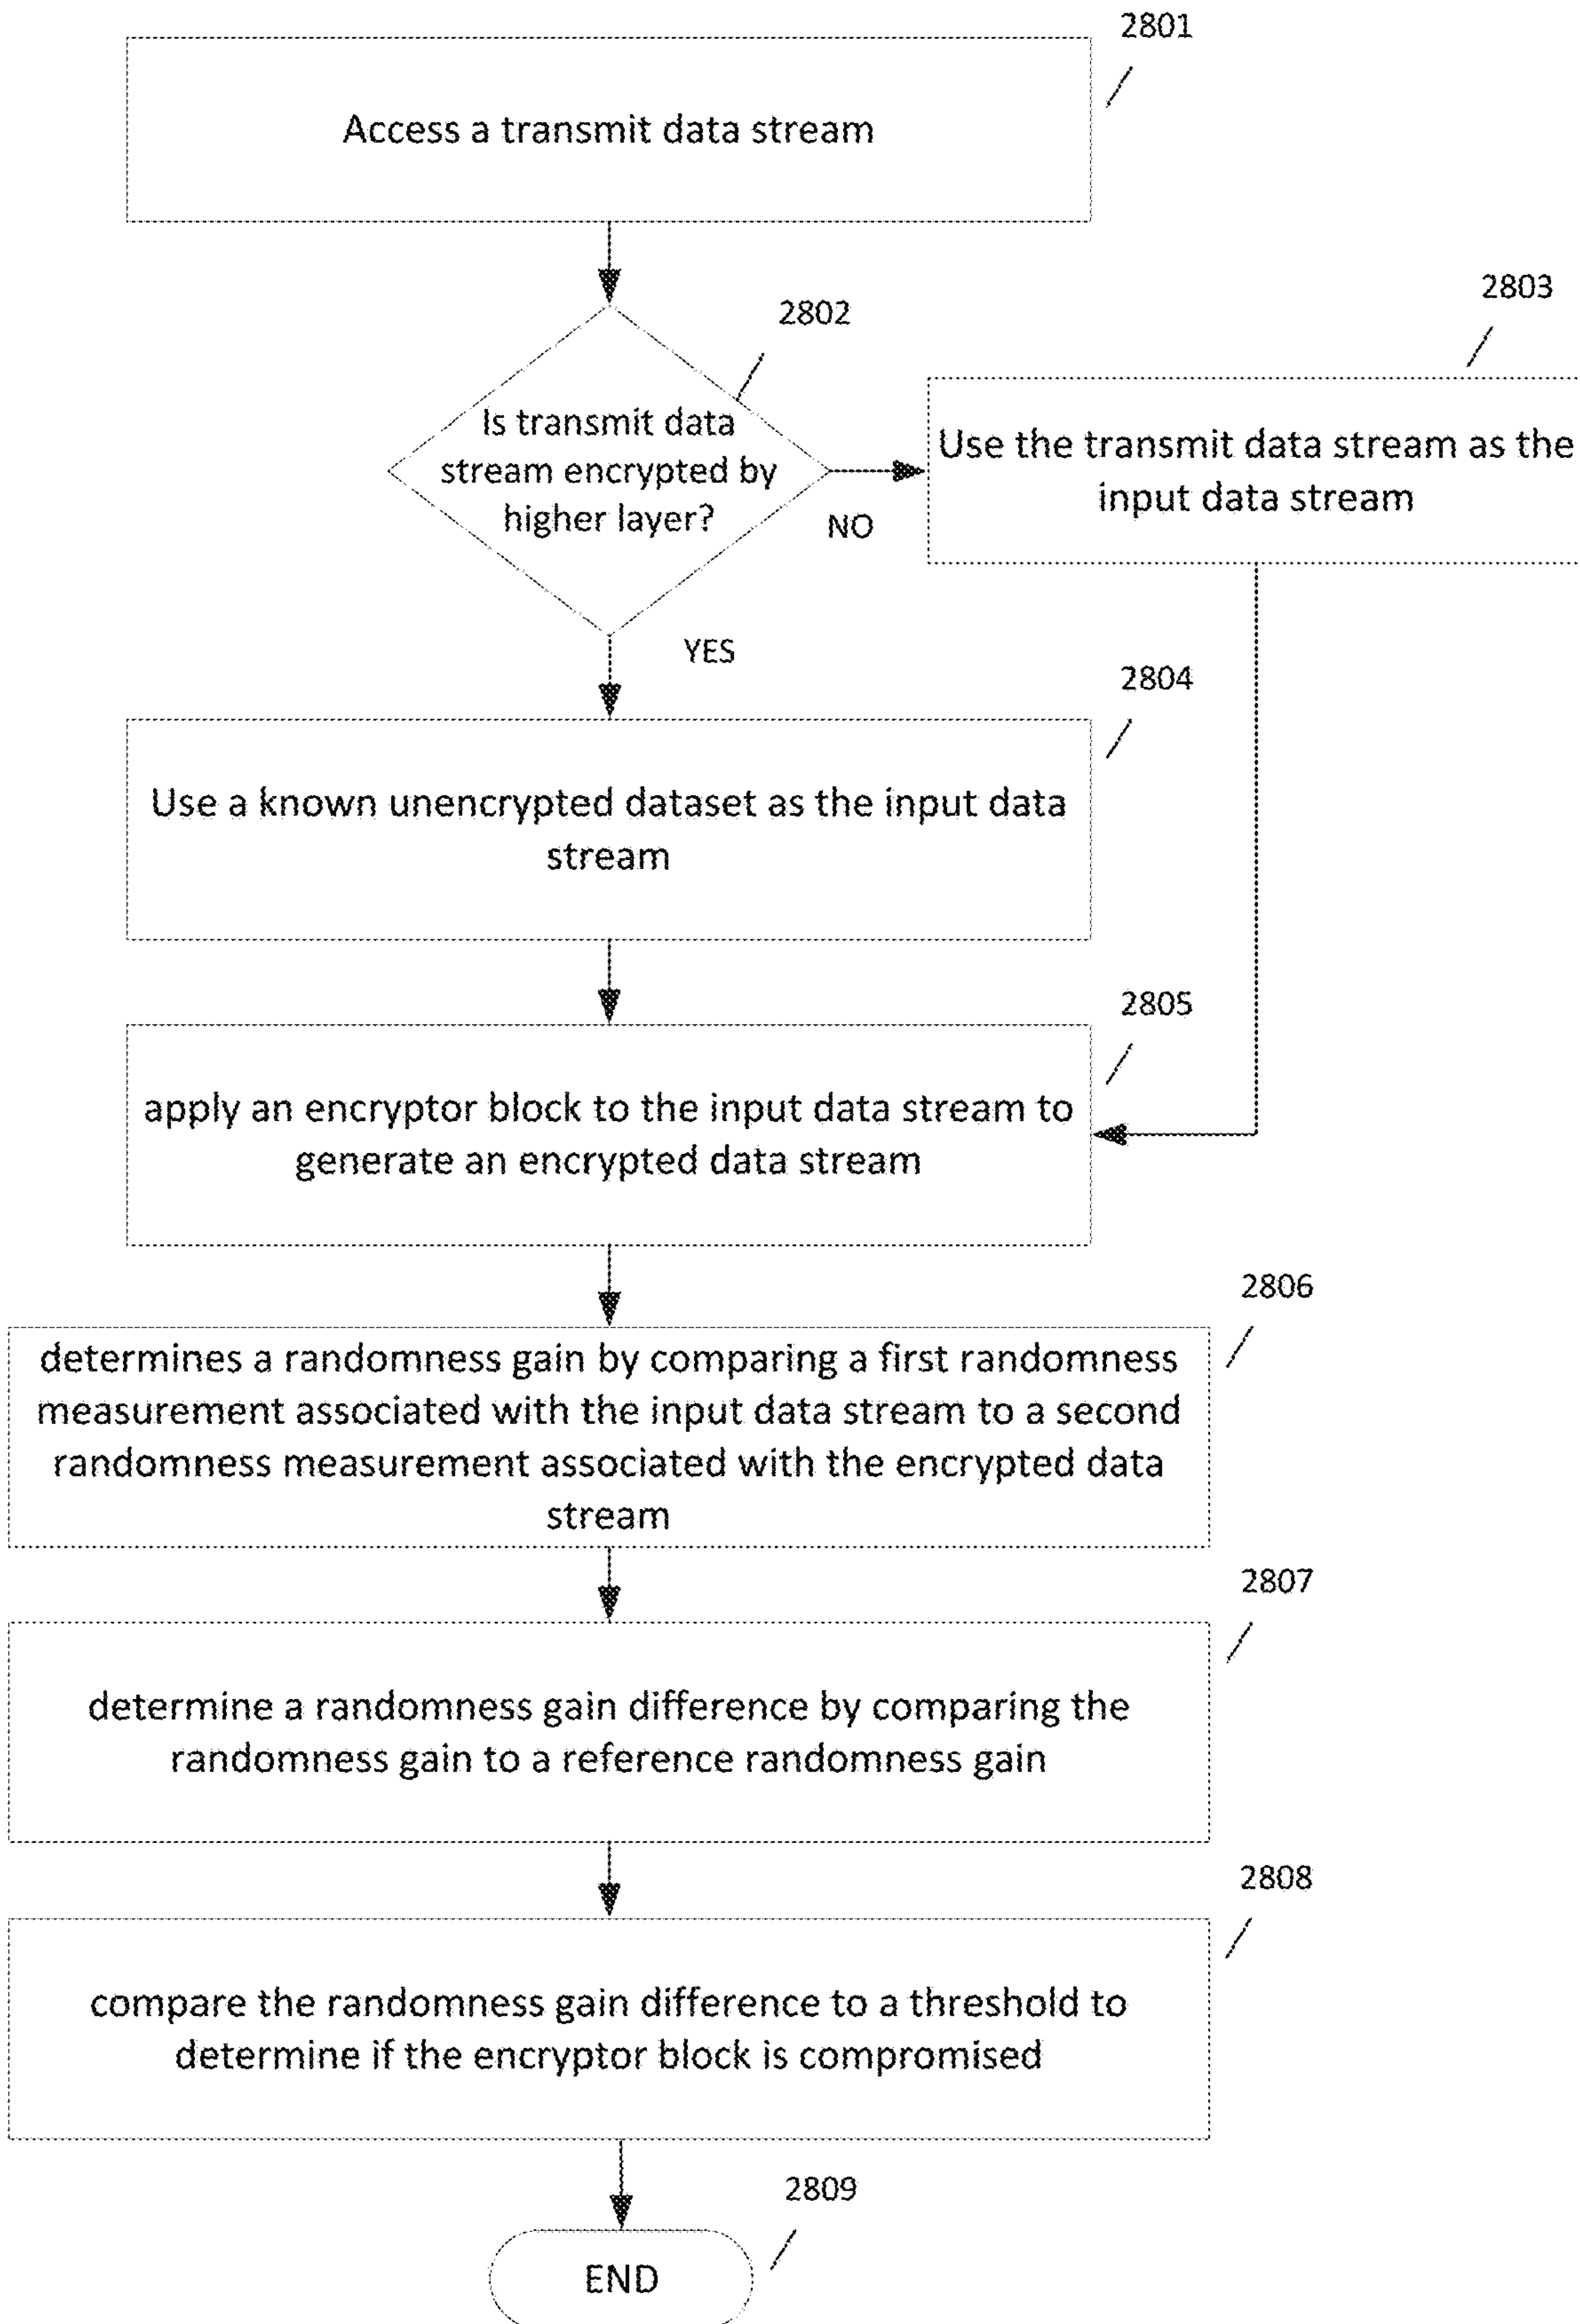 2801
Access a transmit data stream
2802
2803
Is transmit data
stream encrypted by
higher layer?
Use the transmit data stream as the
input data stream
NO
YES
2804
Use a known unencrypted dataset as the input data
stream
2805
apply an encryptor block to the input data stream to
generate an encrypted data stream
2806
determines a randomness gain by comparing a first randomness
measurement associated with the input data stream to a second
randomness measurement associated with the encrypted data
stream
2807
determine a randomness gain difference by comparing the
randomness gain to a reference randomness gain
2808
compare the randomness gain difference to a threshold to
determine if the encryptor block is compromised
2809
END